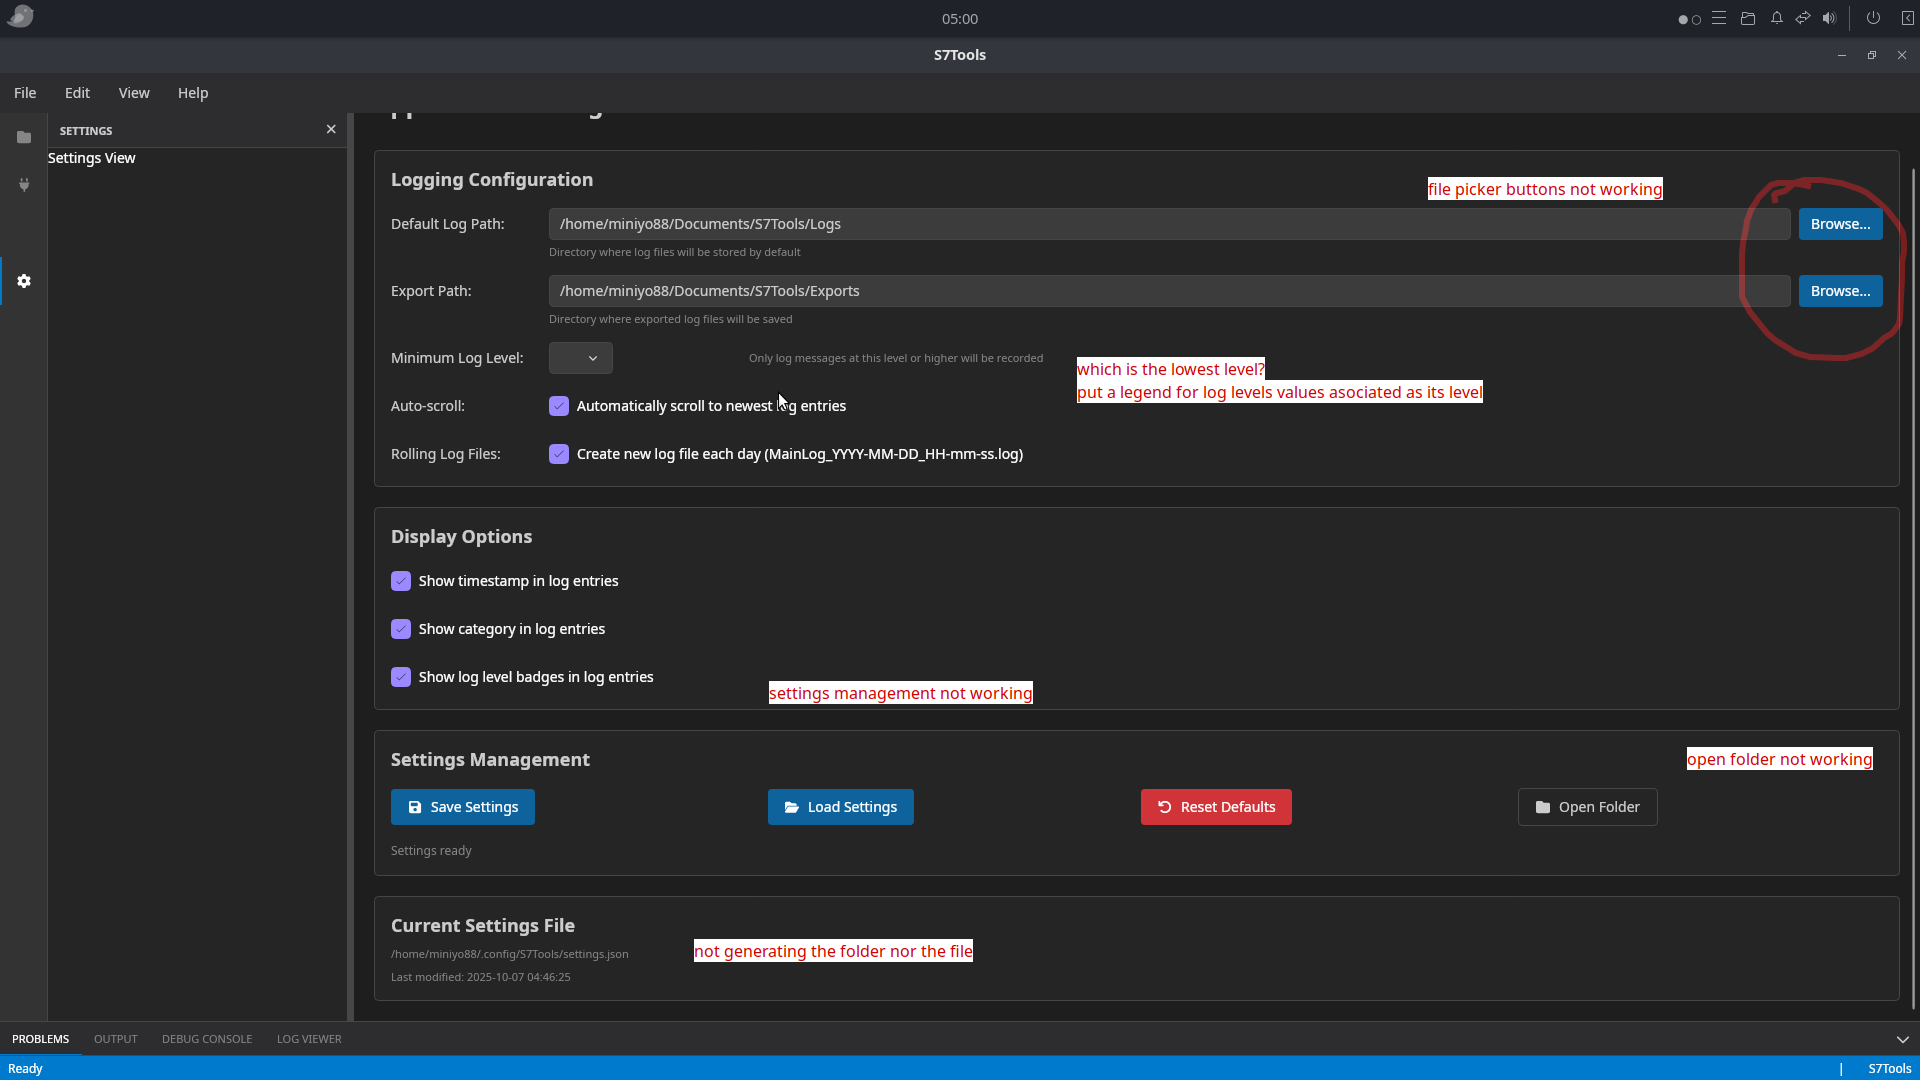 05:00
S7Tools
File Edit View Help
SETTINGS
Settings View
Logging Configuration
file picker buttons not working
Default Log Path: /home/miniyo88/Documents/S7Tools/Logs Browse...
Directory where log files will be stored by default
Export Path: /home/miniyo88/Documents/S7Tools/Exports Browse...
Directory where exported log files will be saved
Minimum Log Level: Only log messages at this level or higher will be recorded
which is the lowest level?
put a legend for log levels values asociated as its level
Auto-scroll: Automatically scroll to newest log entries
Rolling Log Files: Create new log file each day (MainLog_YYYY-MM-DD_HH-mm-ss.log)
Display Options
Show timestamp in log entries
Show category in log entries
Show log level badges in log entries
settings management not working
Settings Management
open folder not working
Save Settings Load Settings Reset Defaults Open Folder
Settings ready
Current Settings File
/home/miniyo88/.config/S7Tools/settings.json
not generating the folder nor the file
Last modified: 2025-10-07 04:46:25
PROBLEMS OUTPUT DEBUG CONSOLE LOG VIEWER
Ready | S7Tools